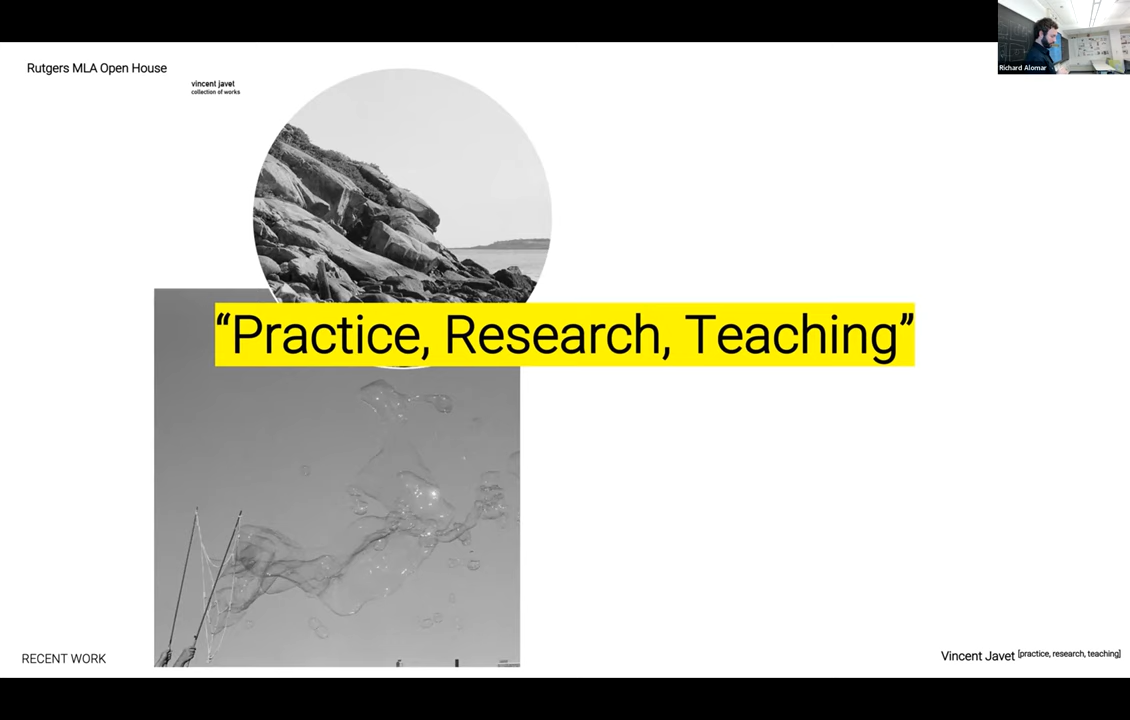 Rutgers MLA Open House
vincent javet
collection of works
Richard Alomar
“Practice, Research, Teaching”
RECENT WORK
Vincent Javet [practice, research, teaching]